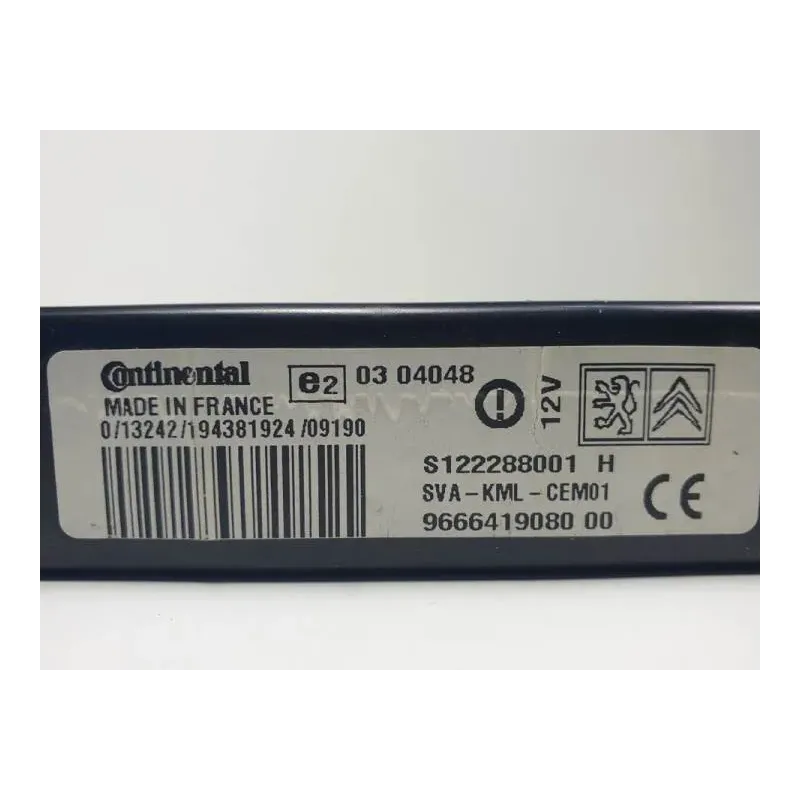 Continental e2 03 04048
MADE IN FRANCE 12V
0/13242/194381924/09190
S122288001 H
SVA-KML-CEM01 CE
9666419080 00